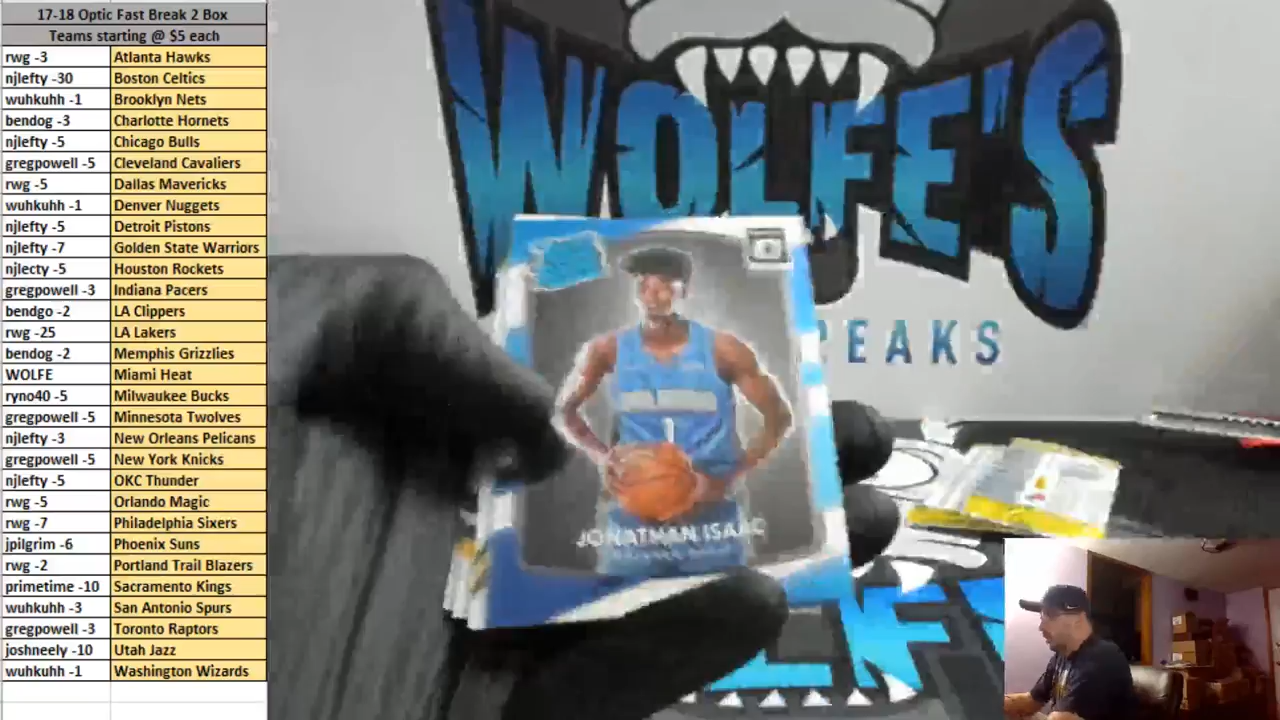 17-18 Optic Fast Break 2 Box
Teams starting @ $5 each
rwg -3 Atlanta Hawks
njlefty -30 Boston Celtics
wuhkuhh -1 Brooklyn Nets
bendog -3 Charlotte Hornets
njlefty -5 Chicago Bulls
gregpowell -5 Cleveland Cavaliers
rwg -5 Dallas Mavericks
wuhkuhh -1 Denver Nuggets
njlefty -5 Detroit Pistons
njlefty -7 Golden State Warriors
njlecty -5 Houston Rockets
gregpowell -3 Indiana Pacers
bendgo -2 LA Clippers
rwg -25 LA Lakers
bendog -2 Memphis Grizzlies
WOLFE Miami Heat
ryno40 -5 Milwaukee Bucks
gregpowell -5 Minnesota Twolves
njlefty -3 New Orleans Pelicans
gregpowell -5 New York Knicks
njlefty -5 OKC Thunder
rwg -5 Orlando Magic
rwg -7 Philadelphia Sixers
jpilgrim -6 Phoenix Suns
rwg -2 Portland Trail Blazers
primetime -10 Sacramento Kings
wuhkuhh -3 San Antonio Spurs
gregpowell -3 Toronto Raptors
joshneely -10 Utah Jazz
wuhkuhh -1 Washington Wizards
WOLFE'S
REAKS
1
JONATHAN ISAAC